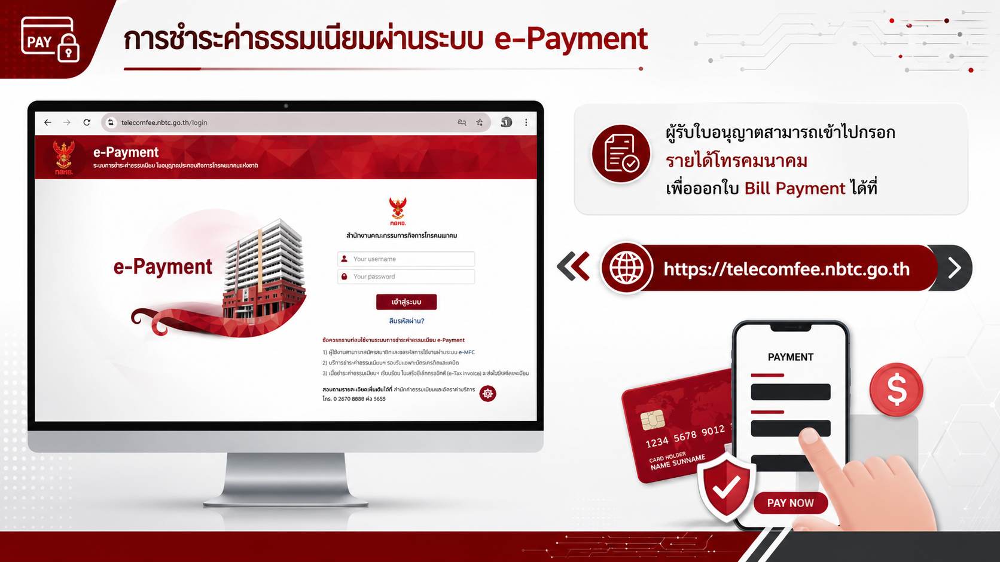 PAY
การชำระค่าธรรมเนียมผ่านระบบ e-Payment
telecomfee.nbtc.go.th/login
กสทช.
e-Payment
ระบบการชำระค่าธรรมเนียม ใบอนุญาตประกอบกิจการโทรคมนาคมแห่งชาติ
กสทช.
สำนักงานคณะกรรมการกิจการโทรคมนาคม
Your username
Your password
เข้าสู่ระบบ
ลืมรหัสผ่าน?
e-Payment
ข้อควรทราบก่อนใช้งานระบบการชำระค่าธรรมเนียม e-Payment
1) ผู้ใช้งานสามารถสมัครสมาชิกและขอรหัสการใช้งานผ่านระบบ e-MFC
2) บริการชำระค่าธรรมเนียมฯ รองรับเฉพาะบัตรเครดิตและเดบิต
3) เมื่อชำระค่าธรรมเนียมฯ เรียบร้อย ใบเสร็จอิเล็กทรอนิกส์ (e-Tax invoice)
สอบถามรายละเอียดเพิ่มเติมได้ที่ สำนักค่าธรรมเนียมและอัตราค่าบริการ
โทร. 0 2670 8888 ต่อ 5655
ผู้รับใบอนุญาตสามารถเข้าไปกรอก
รายได้โทรคมนาคม
เพื่อออกใบ Bill Payment ได้ที่
https://telecomfee.nbtc.go.th
PAYMENT
1234 5678 9012
CARD HOLDER
NAME SUNNAME
$
PAY NOW